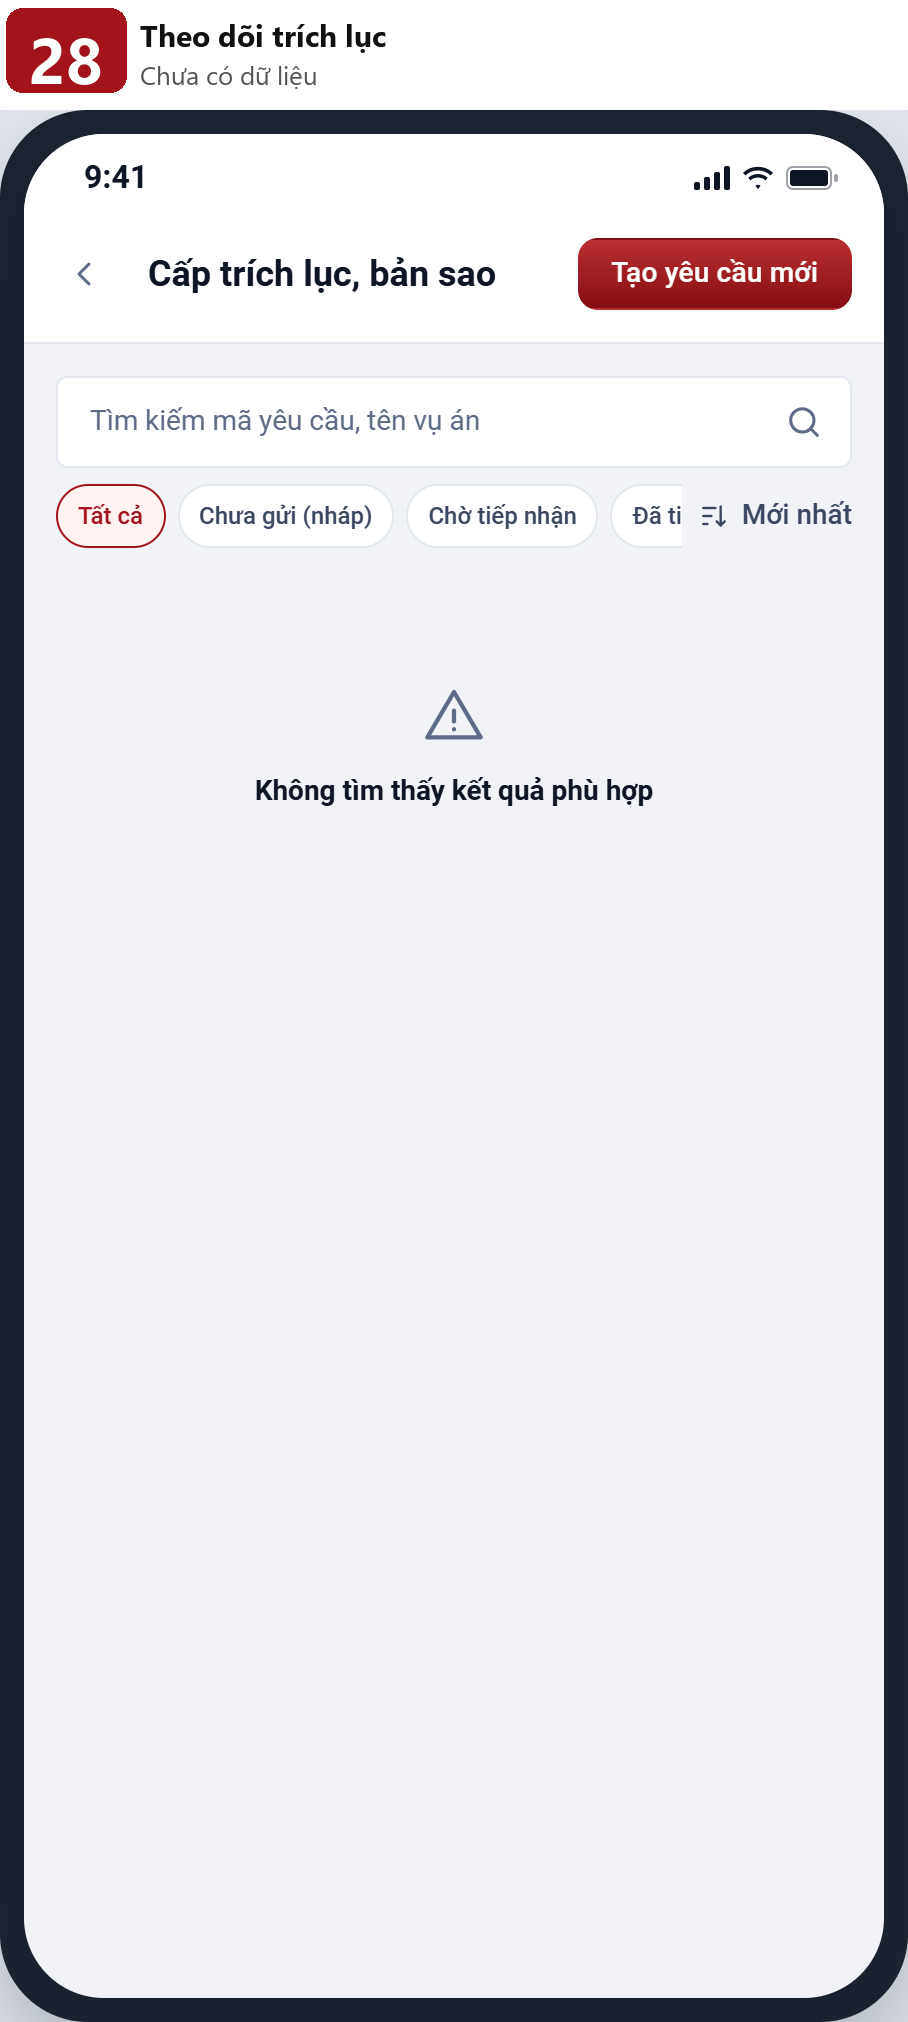 28
Theo dõi trích lục
Chưa có dữ liệu
9:41
Cấp trích lục, bản sao
Tạo yêu cầu mới
Tìm kiếm mã yêu cầu, tên vụ án
Tất cả
Chưa gửi (nháp)
Chờ tiếp nhận
Đã ti
Mới nhất
Không tìm thấy kết quả phù hợp